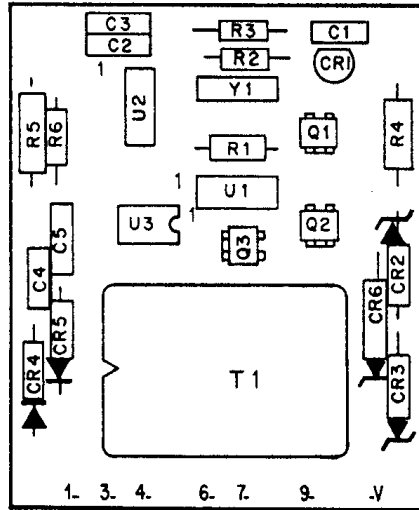 C3
C2
1
R3
R2
C1
CR1
Y1
U2
R5
R6
Q1
R4
R1
1
U1
1
U3
Q3
Q2
C5
C4
CR2
CR6
CR5
CR4
CR3
T1
1- 3- 4- 6- 7- 9- -V